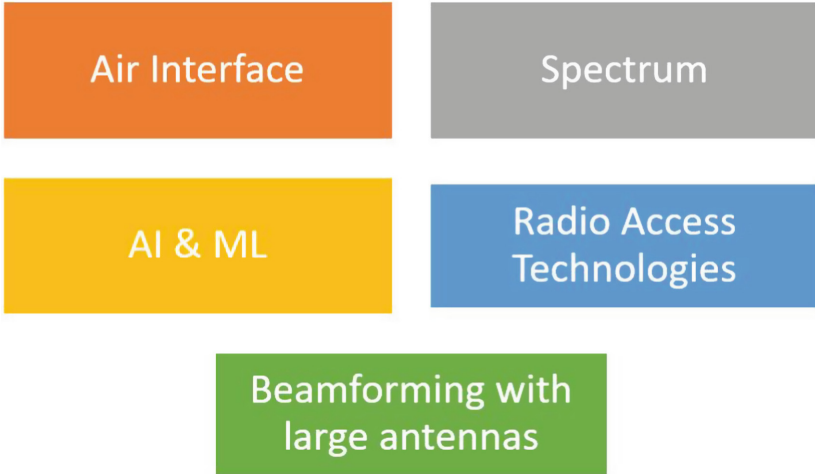 Air Interface
Spectrum
AI & ML
Radio Access
Technologies
Beamforming with
large antennas